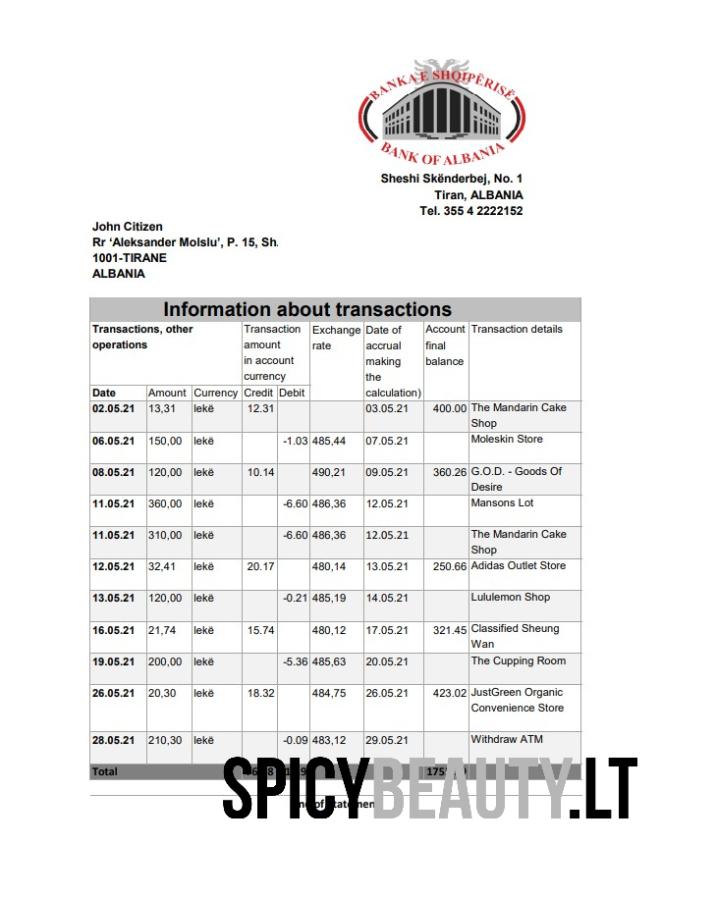 BANKA E SHQIPËRISË
BANK OF ALBANIA
Sheshi Skënderbej, No. 1
Tiran, ALBANIA
Tel. 355 4 2222152
John Citizen
Rr ‘Aleksander Molslu’, P. 15, Sh.
1001-TIRANE
ALBANIA
Information about transactions
Transactions, other operations | Transaction amount in account currency | Exchange rate | Date of accrual making the calculation) | Account final balance | Transaction details
Date Amount Currency Credit Debit
02.05.21 13,31 lekë 12.31 03.05.21 400.00 The Mandarin Cake Shop
06.05.21 150,00 lekë -1.03 485,44 07.05.21 Moleskin Store
08.05.21 120,00 lekë 10.14 490,21 09.05.21 360.26 G.O.D. - Goods Of Desire
11.05.21 360,00 lekë -6.60 486,36 12.05.21 Mansons Lot
11.05.21 310,00 lekë -6.60 486,36 12.05.21 The Mandarin Cake Shop
12.05.21 32,41 lekë 20.17 480,14 13.05.21 250.66 Adidas Outlet Store
13.05.21 120,00 lekë -0.21 485,19 14.05.21 Lululemon Shop
16.05.21 21,74 lekë 15.74 480,12 17.05.21 321.45 Classified Sheung Wan
19.05.21 200,00 lekë -5.36 485,63 20.05.21 The Cupping Room
26.05.21 20,30 lekë 18.32 484,75 26.05.21 423.02 JustGreen Organic Convenience Store
28.05.21 210,30 lekë -0.09 483,12 29.05.21 Withdraw ATM
Total
SPICYBEAUTY.LT